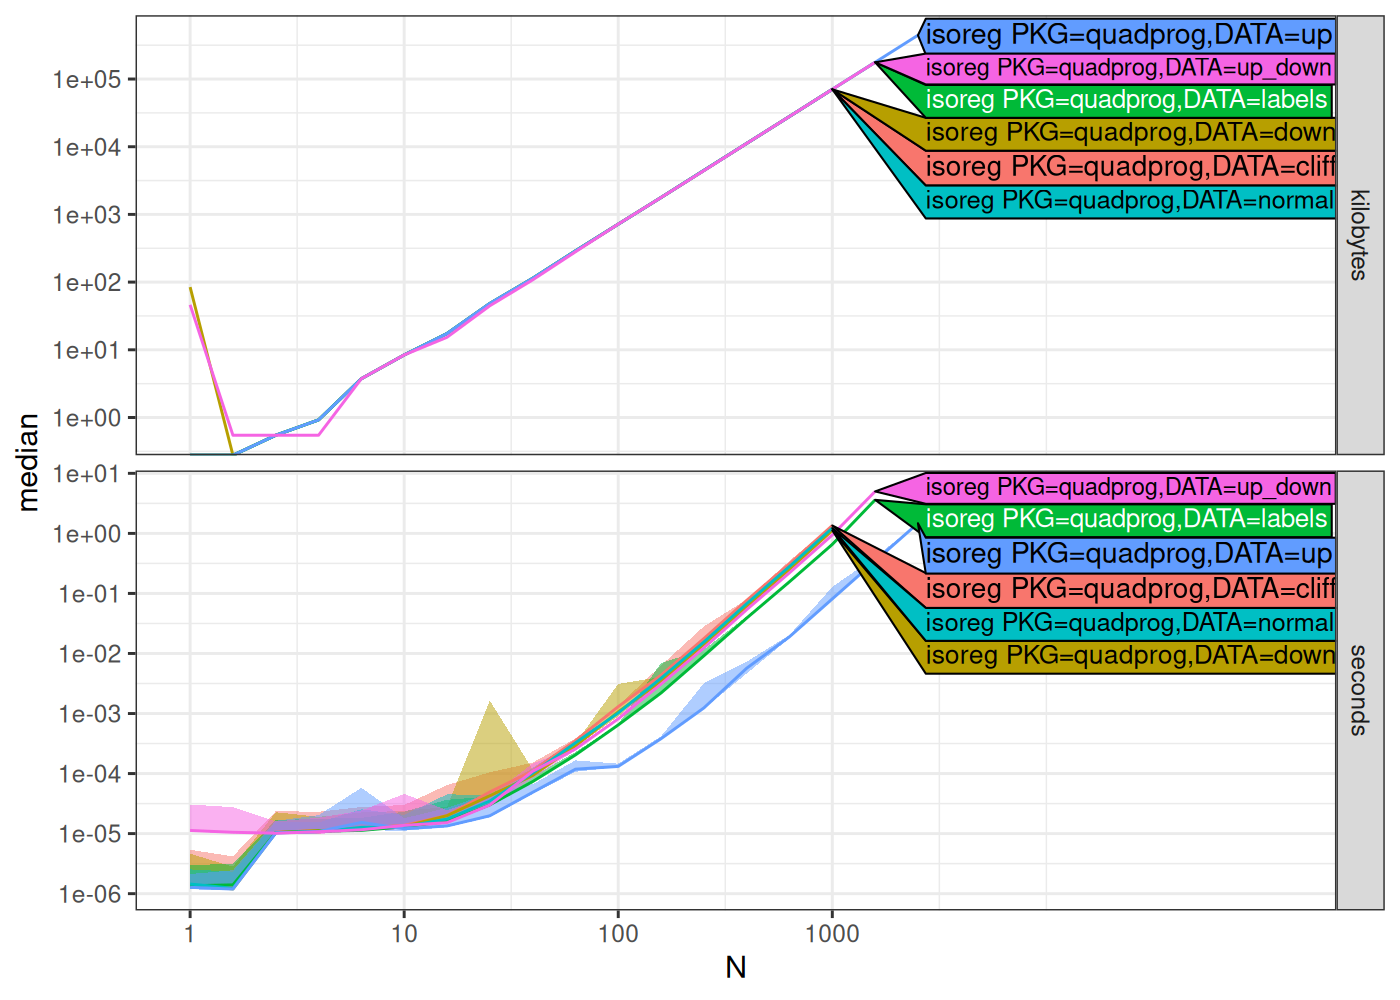 isoreg PKG=quadprog,DATA=up
isoreg PKG=quadprog,DATA=up_down
isoreg PKG=quadprog,DATA=labels
isoreg PKG=quadprog,DATA=down
isoreg PKG=quadprog,DATA=cliff
isoreg PKG=quadprog,DATA=normal
1e+05
1e+04
1e+03
1e+02
1e+01
1e+00
kilobytes
median
isoreg PKG=quadprog,DATA=up_down
isoreg PKG=quadprog,DATA=labels
isoreg PKG=quadprog,DATA=up
isoreg PKG=quadprog,DATA=cliff
isoreg PKG=quadprog,DATA=normal
isoreg PKG=quadprog,DATA=down
1e+01
1e+00
1e-01
1e-02
1e-03
1e-04
1e-05
1e-06
seconds
1 10 100 1000
N